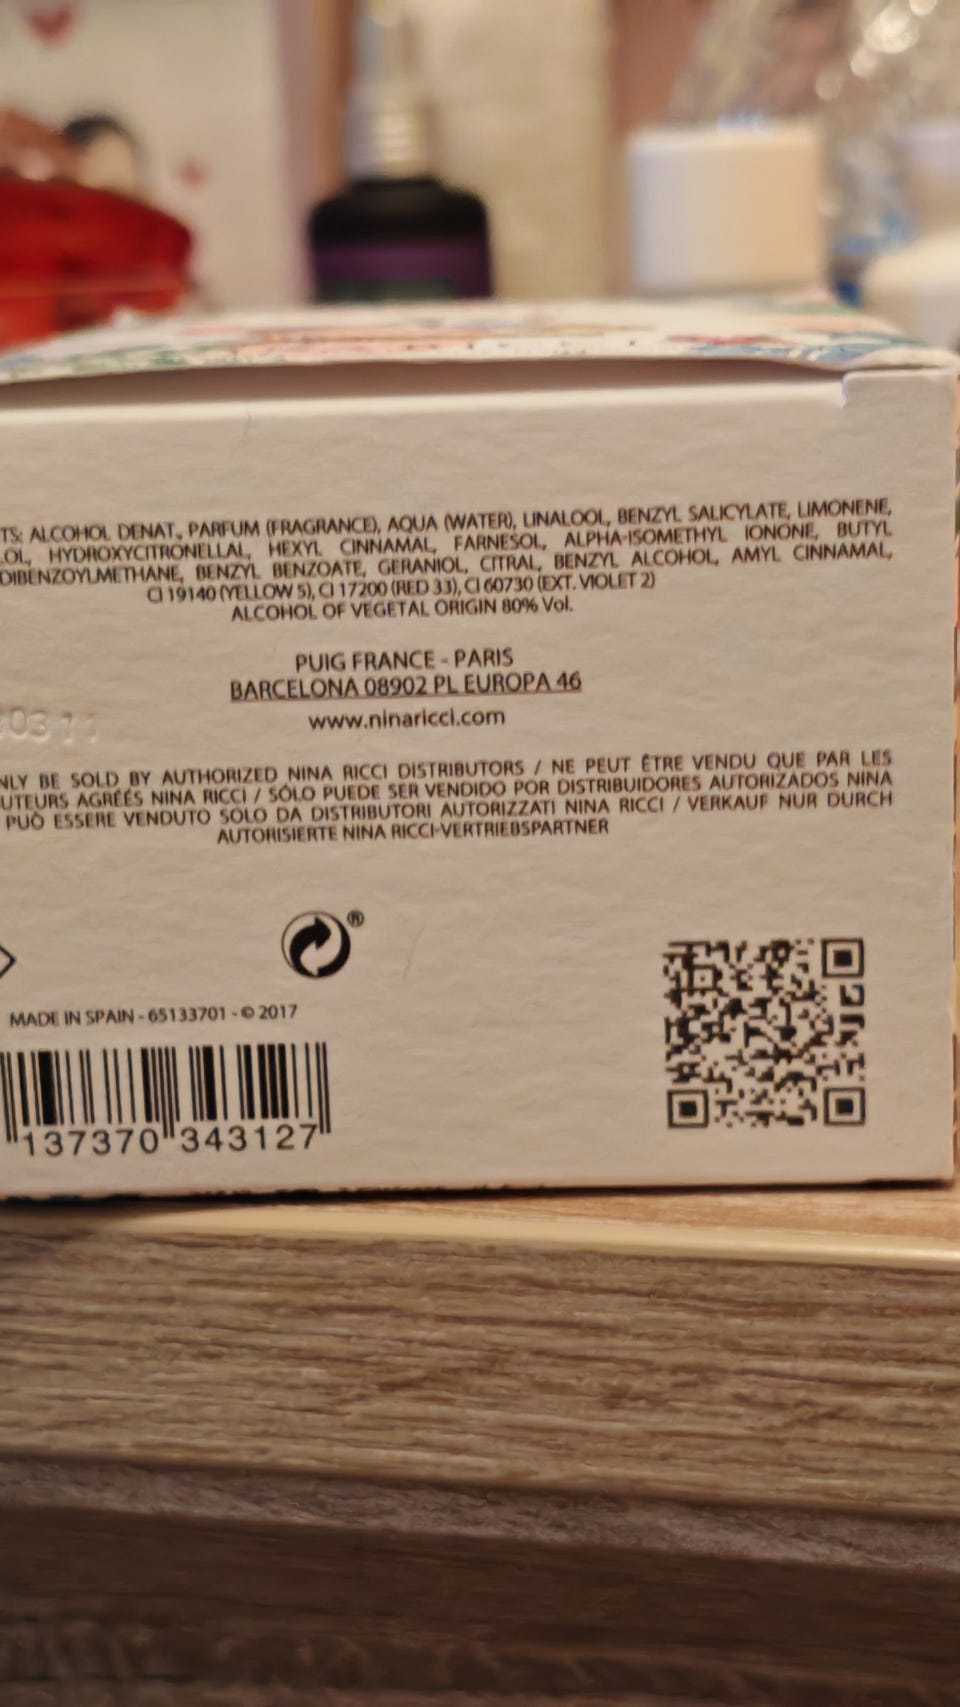 TS: ALCOHOL DENAT., PARFUM (FRAGRANCE), AQUA (WATER), LINALOOL, BENZYL SALICYLATE, LIMONENE,
OL, HYDROXYCITRONELLAL, HEXYL CINNAMAL, FARNESOL, ALPHA-ISOMETHYL IONONE, BUTYL
DIBENZOYLMETHANE, BENZYL BENZOATE, GERANIOL, CITRAL, BENZYL ALCOHOL, AMYL CINNAMAL,
CI 19140 (YELLOW 5), CI 17200 (RED 33), CI 60730 (EXT. VIOLET 2)
ALCOHOL OF VEGETAL ORIGIN 80% Vol.
PUIG FRANCE - PARIS
BARCELONA 08902 PL EUROPA 46
www.ninaricci.com
NLY BE SOLD BY AUTHORIZED NINA RICCI DISTRIBUTORS / NE PEUT ÊTRE VENDU QUE PAR LES
UTEURS AGRÉÉS NINA RICCI / SÓLO PUEDE SER VENDIDO POR DISTRIBUIDORES AUTORIZADOS NINA
PUÒ ESSERE VENDUTO SOLO DA DISTRIBUTORI AUTORIZZATI NINA RICCI / VERKAUF NUR DURCH
AUTORISIERTE NINA RICCI-VERTRIEBSPARTNER
®
MADE IN SPAIN - 65133701 - © 2017
137370 343127